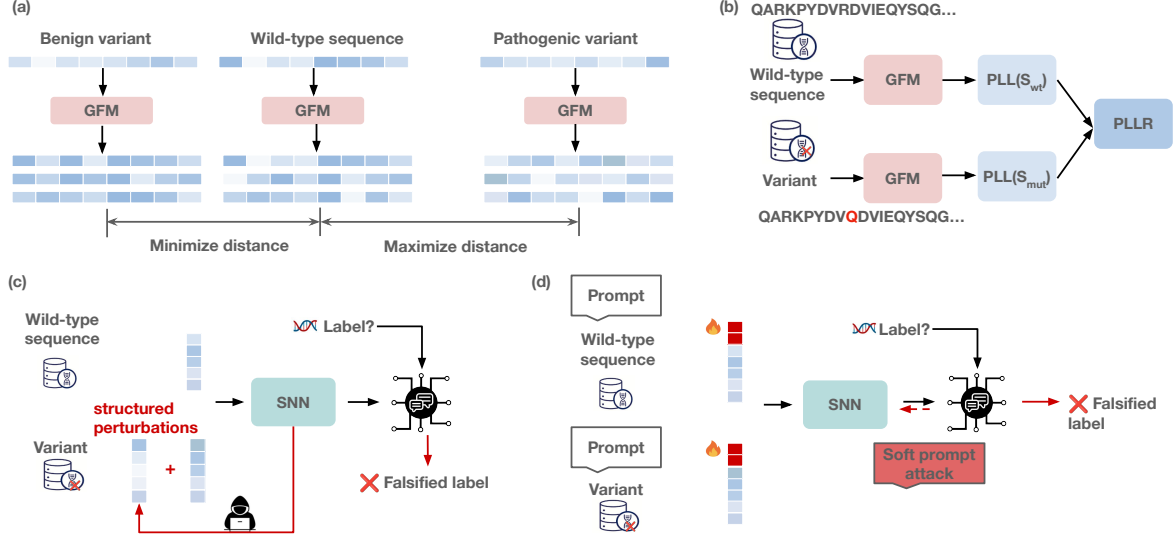 (a)
Benign variant
Wild-type sequence
Pathogenic variant
GFM
GFM
GFM
Minimize distance
Maximize distance
(b)
QARKPYDVRDVIEQYSQG...
Wild-type
sequence
GFM
PLL(Swt)
PLLR
Variant
GFM
PLL(Smut)
QARKPYDVQDVIEQYSQG...
(c)
Wild-type
sequence
Label?
SNN
structured
perturbations
Variant
+
Falsified label
(d)
Prompt
Wild-type
sequence
Label?
SNN
Falsified
label
Prompt
Soft prompt
attack
Variant